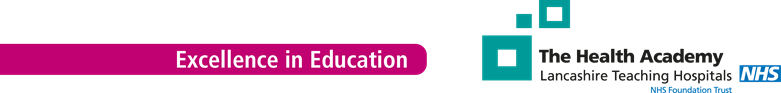 Excellence in Education
The Health Academy
Lancashire Teaching Hospitals NHS
NHS Foundation Trust